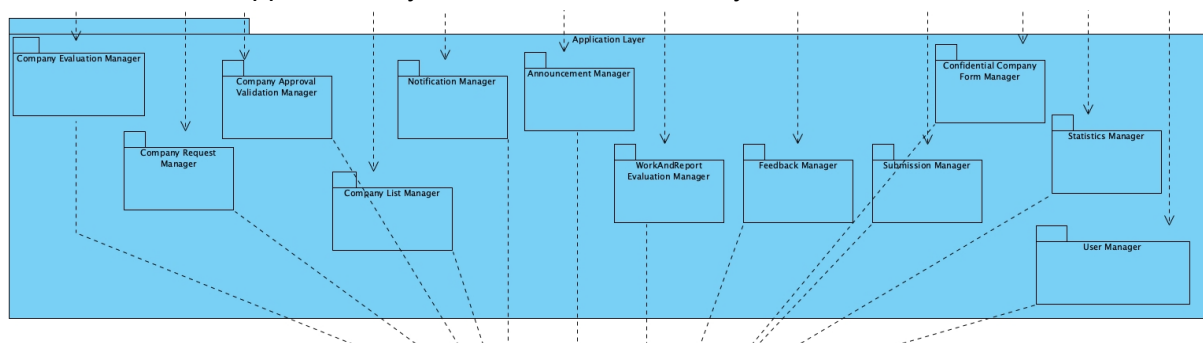 Application Layer
Company Evaluation Manager
Company Approval
Validation Manager
Notification Manager
Announcement Manager
Confidential Company
Form Manager
Company Request
Manager
Company List Manager
WorkAndReport
Evaluation Manager
Feedback Manager
Submission Manager
Statistics Manager
User Manager